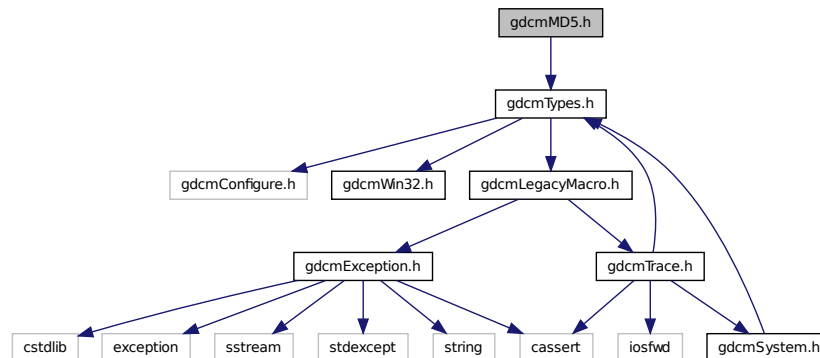 gdcmMD5.h
gdcmTypes.h
gdcmConfigure.h
gdcmWin32.h
gdcmLegacyMacro.h
gdcmException.h
gdcmTrace.h
cstdlib
exception
sstream
stdexcept
string
cassert
iosfwd
gdcmSystem.h